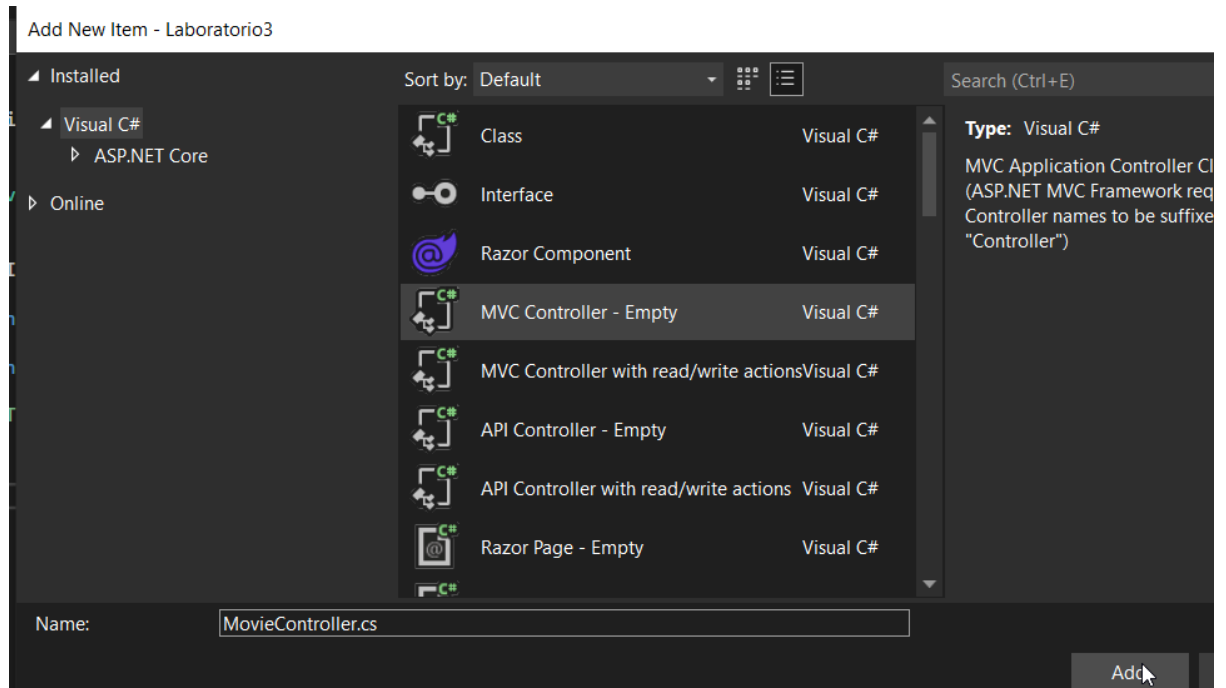 Add New Item - Laboratorio3
Installed
Visual C#
ASP.NET Core
Online
Sort by: Default
Search (Ctrl+E)
Class Visual C#
Interface Visual C#
Razor Component Visual C#
MVC Controller - Empty Visual C#
MVC Controller with read/write actions Visual C#
API Controller - Empty Visual C#
API Controller with read/write actions Visual C#
Razor Page - Empty Visual C#
Type: Visual C#
MVC Application Controller Cl
(ASP.NET MVC Framework req
Controller names to be suffixe
"Controller")
Name: MovieController.cs
Add